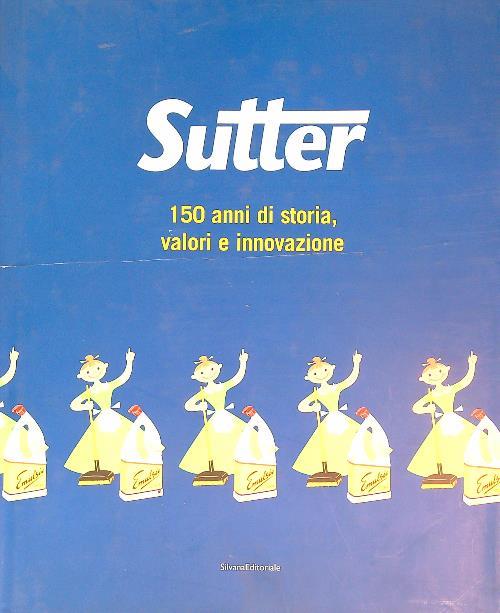 Sutter
150 anni di storia,
valori e innovazione
Emulsio
Emulsio
Emulsio
Emulsio
SilvanaEditoriale